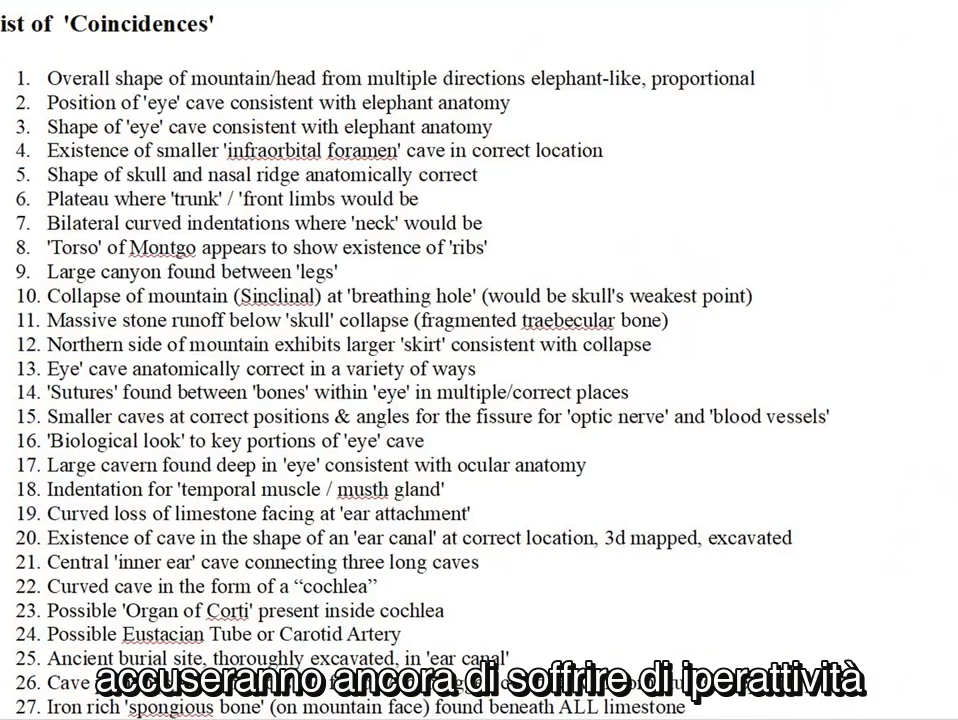 ist of 'Coincidences'
1. Overall shape of mountain/head from multiple directions elephant-like, proportional
2. Position of 'eye' cave consistent with elephant anatomy
3. Shape of 'eye' cave consistent with elephant anatomy
4. Existence of smaller 'infraorbital foramen' cave in correct location
5. Shape of skull and nasal ridge anatomically correct
6. Plateau where 'trunk' / 'front limbs would be
7. Bilateral curved indentations where 'neck' would be
8. 'Torso' of Montgo appears to show existence of 'ribs'
9. Large canyon found between 'legs'
10. Collapse of mountain (Sinclinal) at 'breathing hole' (would be skull's weakest point)
11. Massive stone runoff below 'skull' collapse (fragmented traebecular bone)
12. Northern side of mountain exhibits larger 'skirt' consistent with collapse
13. Eye' cave anatomically correct in a variety of ways
14. 'Sutures' found between 'bones' within 'eye' in multiple/correct places
15. Smaller caves at correct positions & angles for the fissure for 'optic nerve' and 'blood vessels'
16. 'Biological look' to key portions of 'eye' cave
17. Large cavern found deep in 'eye' consistent with ocular anatomy
18. Indentation for 'temporal muscle / musth gland'
19. Curved loss of limestone facing at 'ear attachment'
20. Existence of cave in the shape of an 'ear canal' at correct location, 3d mapped, excavated
21. Central 'inner ear' cave connecting three long caves
22. Curved cave in the form of a “cochlea”
23. Possible 'Organ of Corti' present inside cochlea
24. Possible Eustacian Tube or Carotid Artery
25. Ancient burial site, thoroughly excavated, in 'ear canal'
26. Cave
accuseranno ancora di soffrire di iperattività
27. Iron rich 'spongious bone' (on mountain face) found beneath ALL limestone